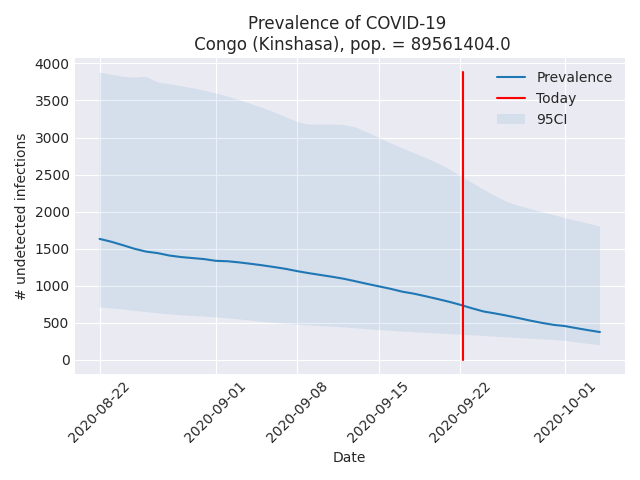 Prevalence of COVID-19
Congo (Kinshasa), pop. = 89561404.0
Prevalence
Today
95CI
# undetected infections
4000
3500
3000
2500
2000
1500
1000
500
0
2020-08-22
2020-09-01
2020-09-08
2020-09-15
2020-09-22
2020-10-01
Date